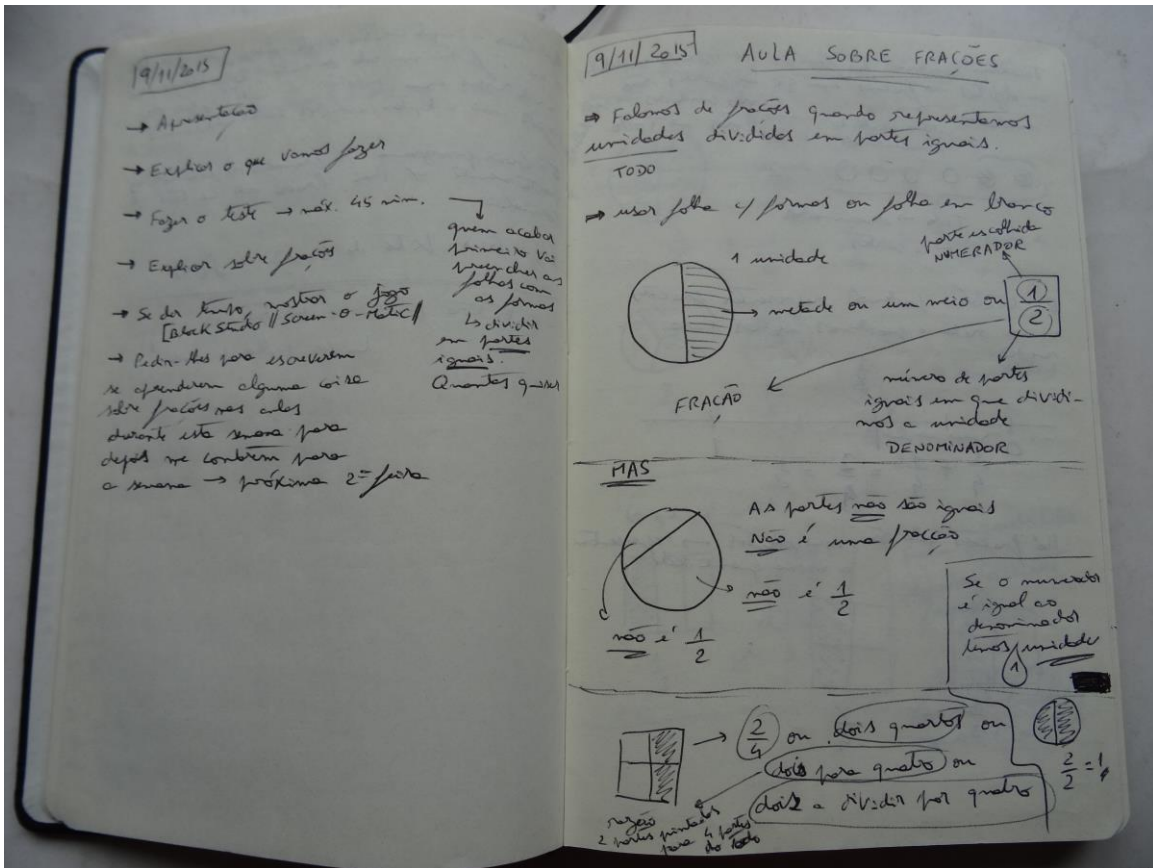 9/11/2015
→ Apresentação
→ Explicar o que vamos fazer
→ Fazer o teste → máx. 45 min.
quem acabar
primeiro vai
preencher as
folhas com
as formas
↳ dividir
em partes
iguais.
Quantas quiser
→ Explicar sobre frações
→ Se der tempo, mostrar o jogo
[Block Studio // Screen-O-Matic]
→ Pedir-lhes para escreverem
se aprenderem alguma coisa
sobre frações nas aulas
durante esta semana para
depois me contarem para
a semana → próxima 2ª feira
9/11/2015
AULA SOBRE FRAÇÕES
⇒ Falamos de frações quando representamos
unidades divididas em partes iguais.
TODO
⇒ usar folha c/ formas ou folha em branco
1 unidade
parte escolhida
NUMERADOR
→ metade ou um meio ou 1/2
FRAÇÃO
número de partes
iguais em que dividi-
mos a unidade
DENOMINADOR
MAS
As partes não são iguais
Não é uma fracção
não é 1/2
não é 1/2
Se o numerador
é igual ao
denominador
temos unidade
1
→ 2/4 ou dois quartos ou
dois para quatro ou
dois a dividir por quatro
razão
2 partes pintadas
para 4 partes
do todo
2/2 = 1